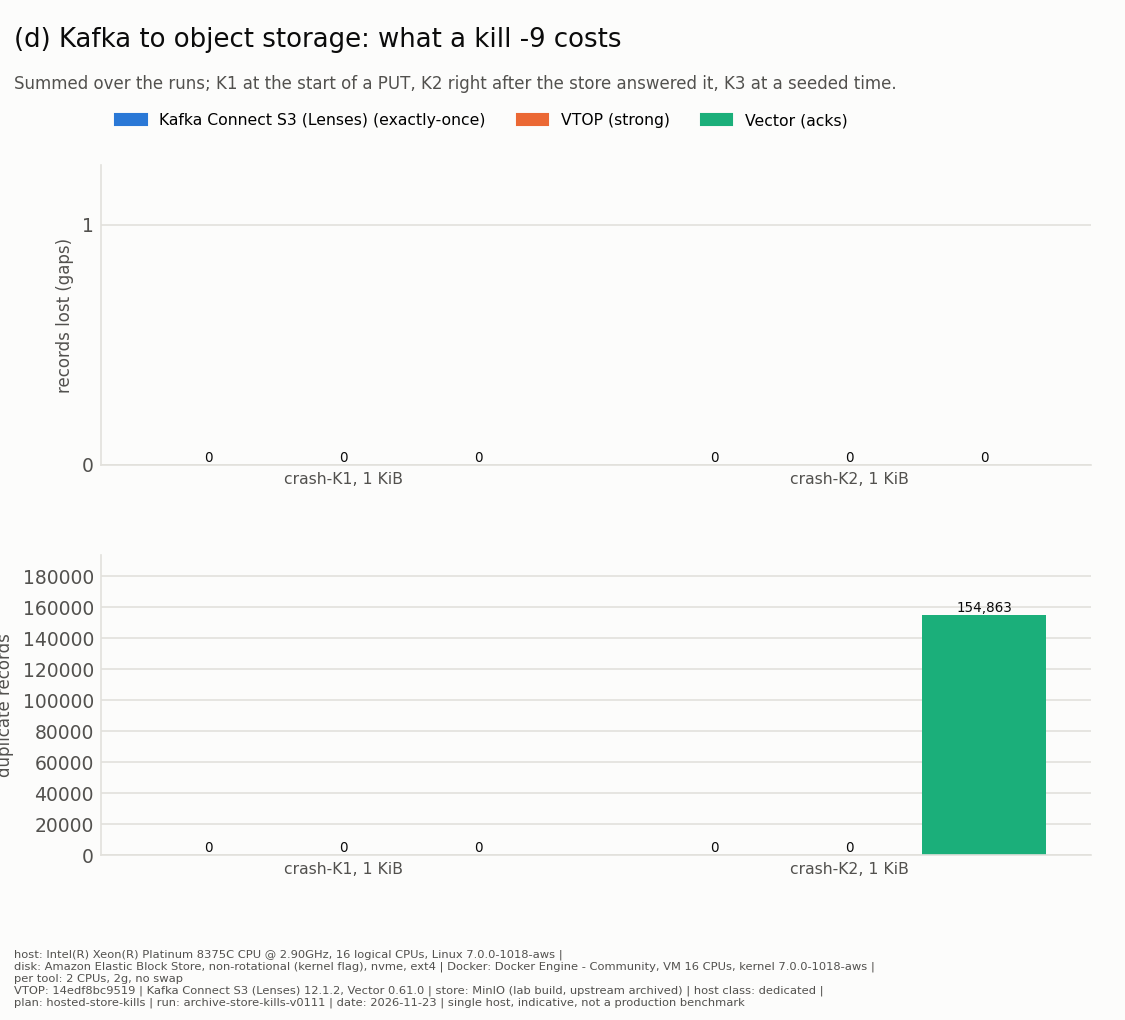 (d) Kafka to object storage: what a kill -9 costs
Summed over the runs; K1 at the start of a PUT, K2 right after the store answered it, K3 at a seeded time.
Kafka Connect S3 (Lenses) (exactly-once)
VTOP (strong)
Vector (acks)
records lost (gaps)
1
0
0
0
0
0
0
0
crash-K1, 1 KiB
crash-K2, 1 KiB
duplicate records
180000
160000
140000
120000
100000
80000
60000
40000
20000
0
154,863
0
0
0
0
0
crash-K1, 1 KiB
crash-K2, 1 KiB
host: Intel(R) Xeon(R) Platinum 8375C CPU @ 2.90GHz, 16 logical CPUs, Linux 7.0.0-1018-aws |
disk: Amazon Elastic Block Store, non-rotational (kernel flag), nvme, ext4 | Docker: Docker Engine - Community, VM 16 CPUs, kernel 7.0.0-1018-aws |
per tool: 2 CPUs, 2g, no swap
VTOP: 14edf8bc9519 | Kafka Connect S3 (Lenses) 12.1.2, Vector 0.61.0 | store: MinIO (lab build, upstream archived) | host class: dedicated |
plan: hosted-store-kills | run: archive-store-kills-v0111 | date: 2026-11-23 | single host, indicative, not a production benchmark